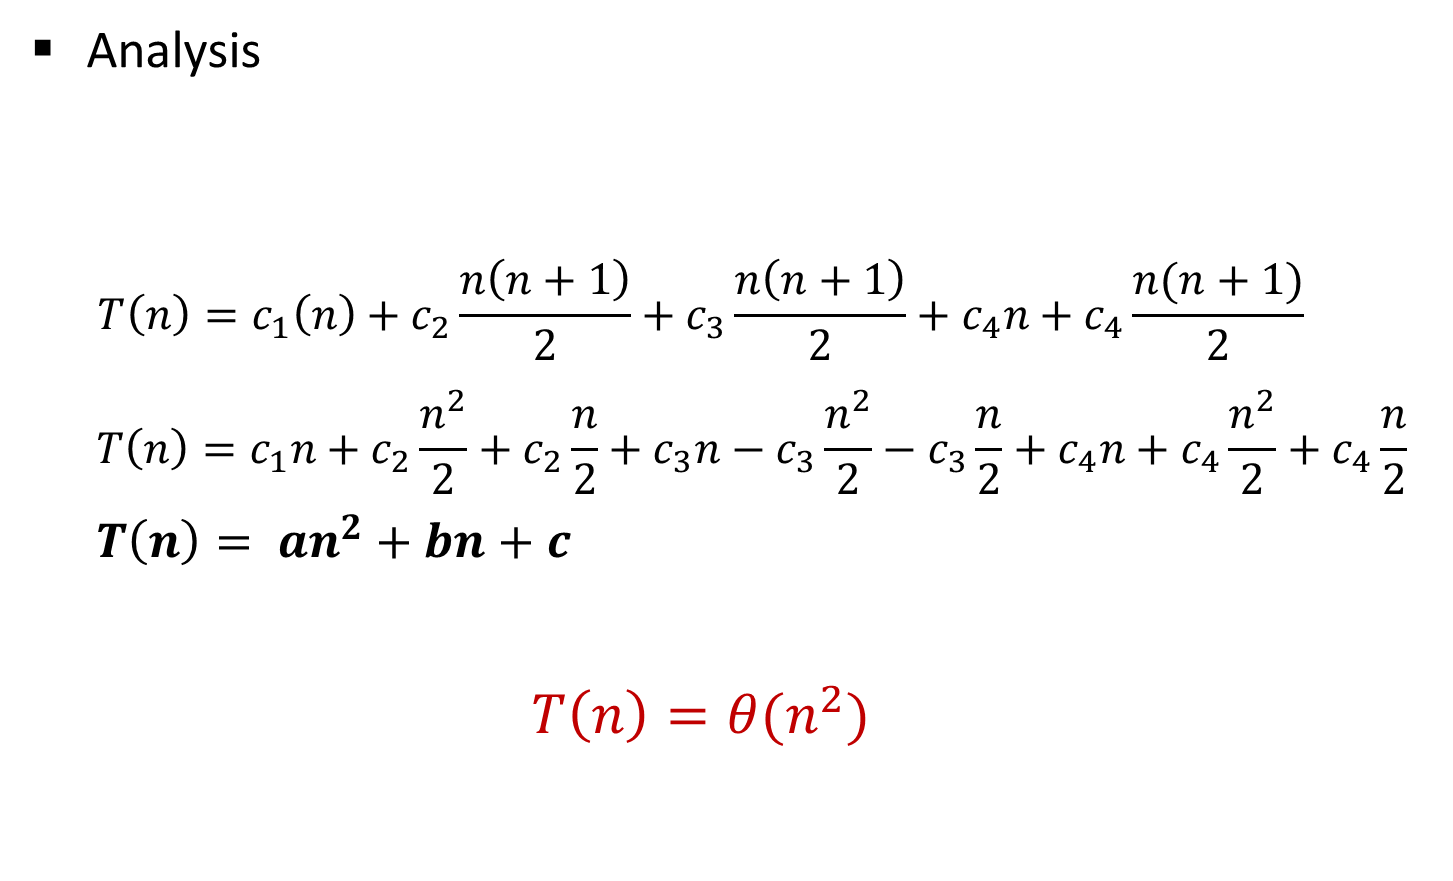 ▪ Analysis
T(n) = c₁(n) + c₂ n(n + 1)/2 + c₃ n(n + 1)/2 + c₄n + c₄ n(n + 1)/2
T(n) = c₁n + c₂ n²/2 + c₂ n/2 + c₃n − c₃ n²/2 − c₃ n/2 + c₄n + c₄ n²/2 + c₄ n/2
T(n) = an² + bn + c
T(n) = θ(n²)